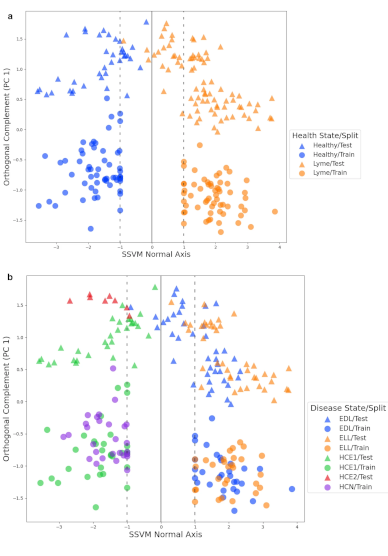 a
Orthogonal Complement (PC 1)
1.5
1.0
0.5
0.0
−0.5
−1.0
−1.5
−3
−2
−1
0
1
2
3
4
SSVM Normal Axis
Health State/Split
Healthy/Test
Healthy/Train
Lyme/Test
Lyme/Train
b
Orthogonal Complement (PC 1)
1.5
1.0
0.5
0.0
−0.5
−1.0
−1.5
−3
−2
−1
0
1
2
3
4
SSVM Normal Axis
Disease State/Split
EDL/Test
EDL/Train
ELL/Test
ELL/Train
HCE1/Test
HCE1/Train
HCE2/Test
HCN/Train